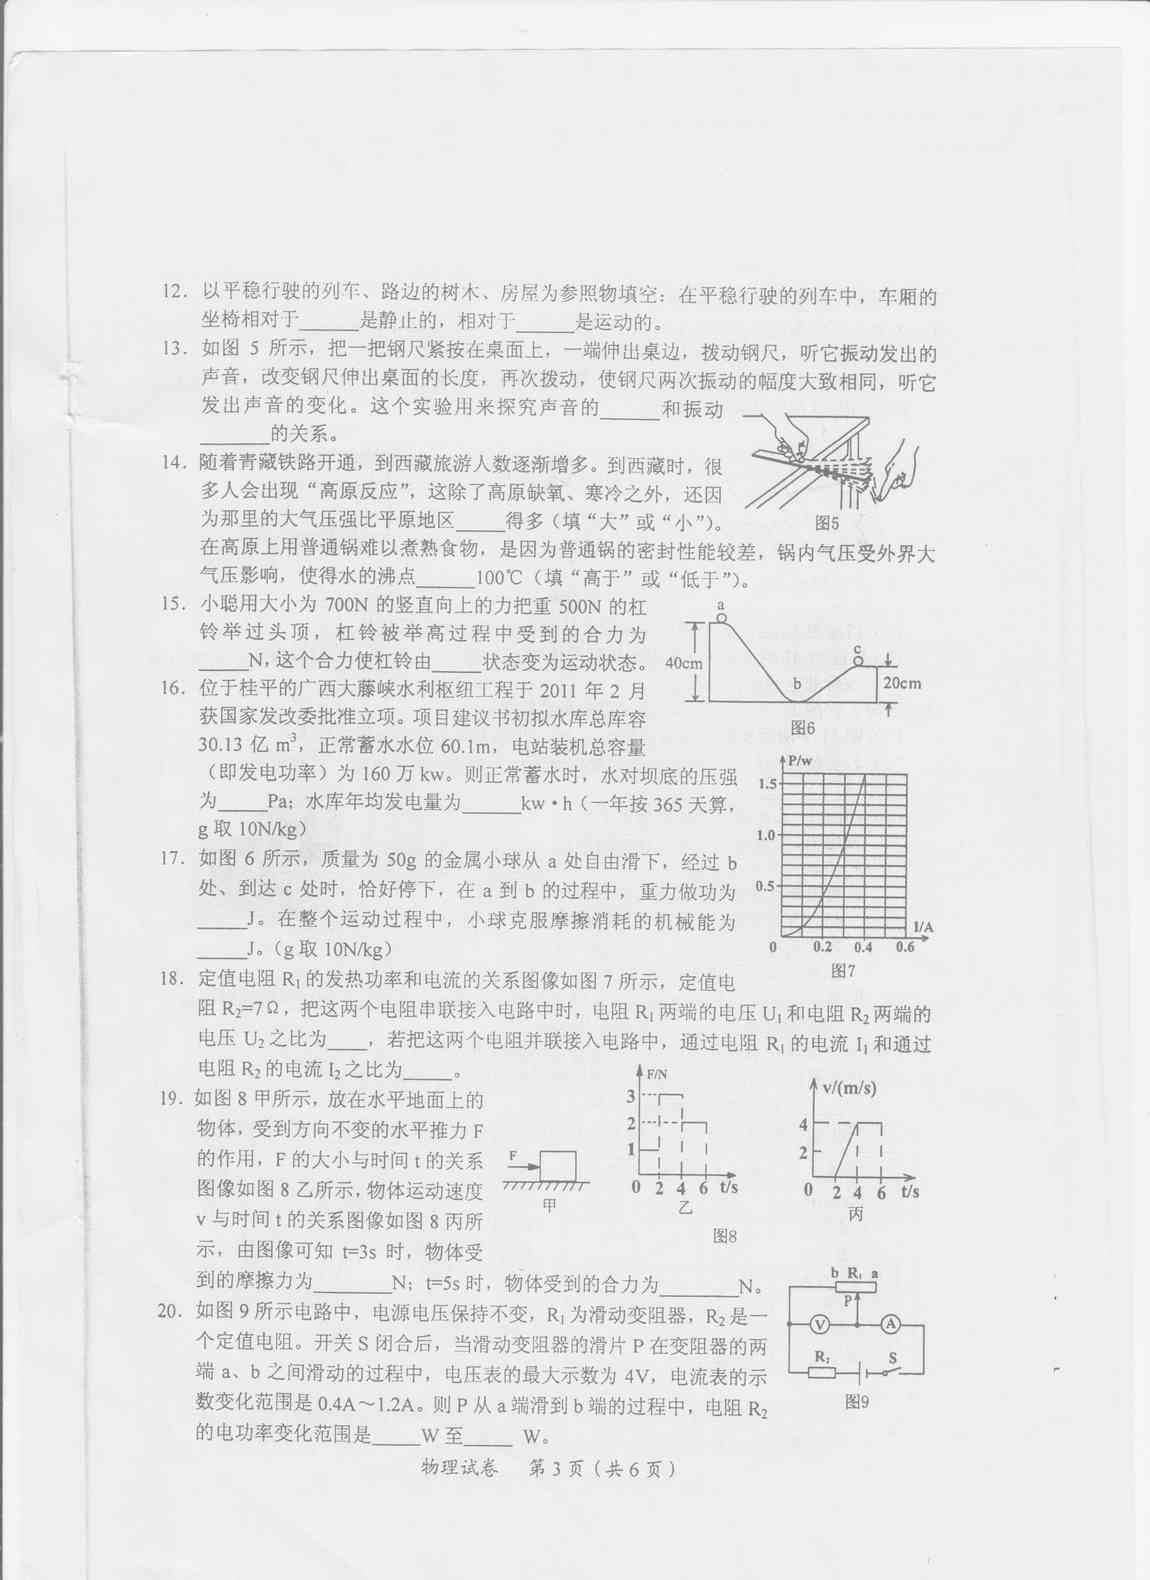 12．以平稳行驶的列车、路边的树木、房屋为参照物填空：在平稳行驶的列车中，车厢的
坐椅相对于______是静止的，相对于______是运动的。
13．如图 5 所示，把一把钢尺紧按在桌面上，一端伸出桌边，拨动钢尺，听它振动发出的
声音，改变钢尺伸出桌面的长度，再次拨动，使钢尺两次振动的幅度大致相同，听它
发出声音的变化。这个实验用来探究声音的______和振动
_______的关系。
图5
14．随着青藏铁路开通，到西藏旅游人数逐渐增多。到西藏时，很
多人会出现“高原反应”，这除了高原缺氧、寒冷之外，还因
为那里的大气压强比平原地区_____得多（填“大”或“小”）。
在高原上用普通锅难以煮熟食物，是因为普通锅的密封性能较差，锅内气压受外界大
气压影响，使得水的沸点______100℃（填“高于”或“低于”）。
15．小聪用大小为 700N 的竖直向上的力把重 500N 的杠
铃举过头顶，杠铃被举高过程中受到的合力为
_____N，这个合力使杠铃由_____状态变为运动状态。
a
c
40cm
b
20cm
图6
16．位于桂平的广西大藤峡水利枢纽工程于 2011 年 2 月
获国家发改委批准立项。项目建议书初拟水库总库容
30.13 亿 m³，正常蓄水水位 60.1m，电站装机总容量
（即发电功率）为 160 万 kw。则正常蓄水时，水对坝底的压强
为_____Pa；水库年均发电量为______kw·h（一年按 365 天算，
g 取 10N/kg）
P/w
1.5
1.0
0.5
0 0.2 0.4 0.6
I/A
图7
17．如图 6 所示，质量为 50g 的金属小球从 a 处自由滑下，经过 b
处、到达 c 处时，恰好停下，在 a 到 b 的过程中，重力做功为
_____J。在整个运动过程中，小球克服摩擦消耗的机械能为
_____J。（g 取 10N/kg）
18．定值电阻 R₁ 的发热功率和电流的关系图像如图 7 所示，定值电
阻 R₂=7Ω，把这两个电阻串联接入电路中时，电阻 R₁ 两端的电压 U₁ 和电阻 R₂ 两端的
电压 U₂ 之比为____，若把这两个电阻并联接入电路中，通过电阻 R₁ 的电流 I₁ 和通过
电阻 R₂ 的电流 I₂ 之比为_____。
19．如图 8 甲所示，放在水平地面上的
物体，受到方向不变的水平推力 F
的作用，F 的大小与时间 t 的关系
图像如图 8 乙所示，物体运动速度
v 与时间 t 的关系图像如图 8 丙所
示，由图像可知 t=3s 时，物体受
到的摩擦力为________N；t=5s 时，物体受到的合力为________N。
F
甲
F/N
3
2
1
0 2 4 6 t/s
乙
v/(m/s)
4
2
0 2 4 6 t/s
丙
图8
20．如图 9 所示电路中，电源电压保持不变，R₁ 为滑动变阻器，R₂ 是一
个定值电阻。开关 S 闭合后，当滑动变阻器的滑片 P 在变阻器的两
端 a、b 之间滑动的过程中，电压表的最大示数为 4V，电流表的示
数变化范围是 0.4A～1.2A。则 P 从 a 端滑到 b 端的过程中，电阻 R₂
的电功率变化范围是_____W 至_____ W。
b R₁ a
P
V A
R₂ S
图9
物理试卷 第 3 页（共 6 页）